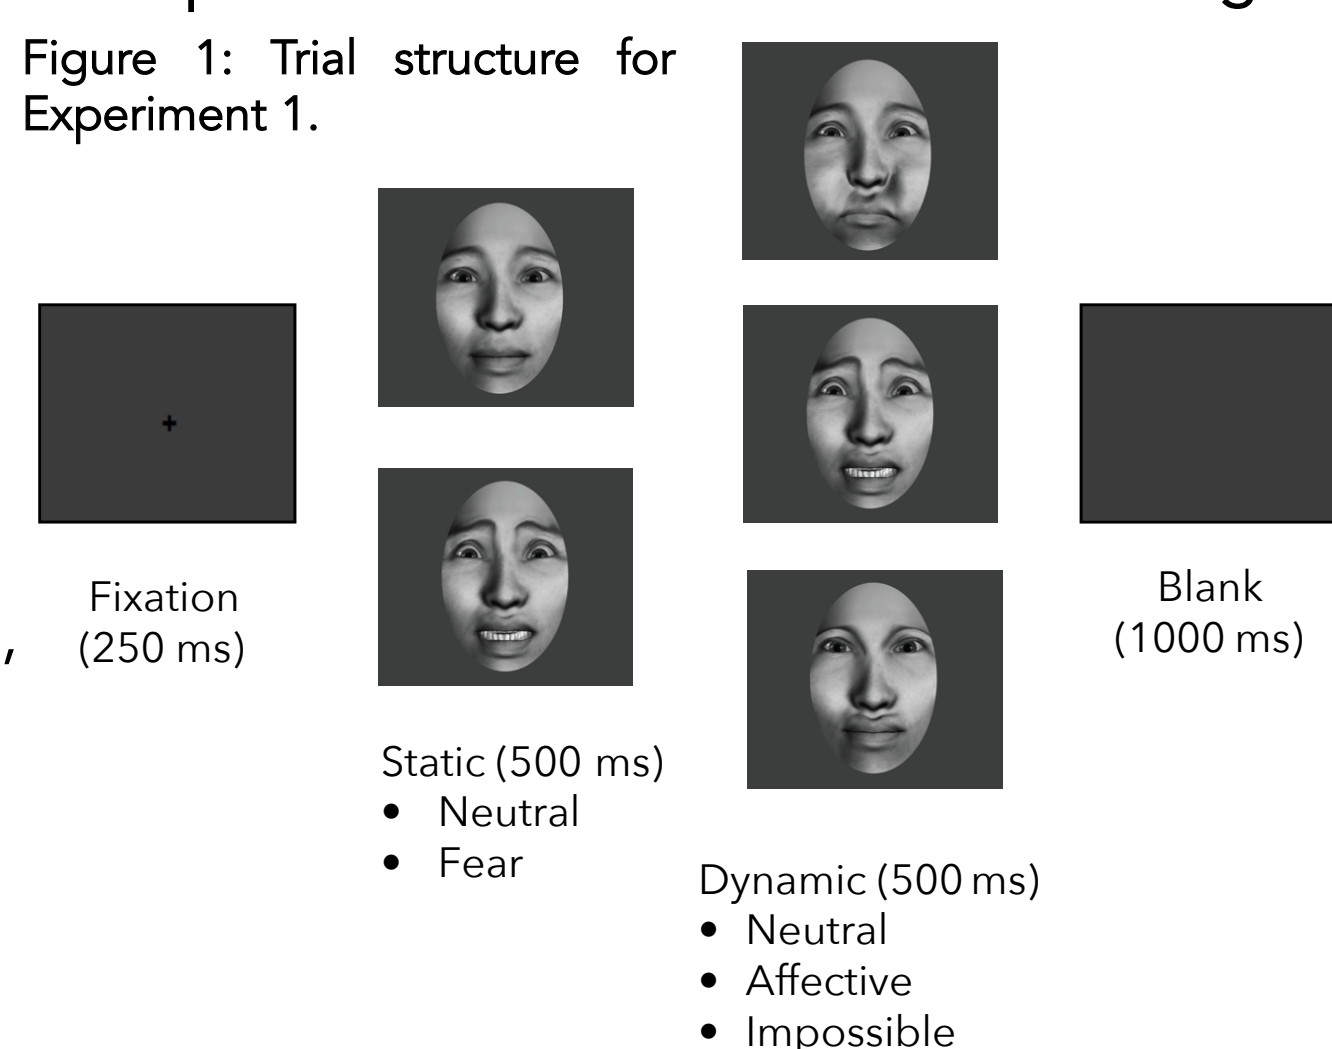 Figure 1: Trial structure for
Experiment 1.
+
Fixation
(250 ms)
,
Static (500 ms)
• Neutral
• Fear
Dynamic (500 ms)
• Neutral
• Affective
• Impossible
Blank
(1000 ms)